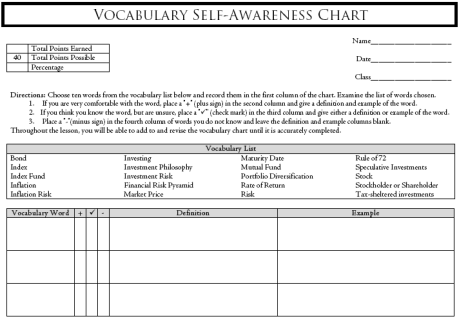 VOCABULARY SELF-AWARENESS CHART
Name
Total Points Earned
40 Total Points Possible
Date
Percentage
Class
Directions: Choose ten words from the vocabulary list below and record them in the first column of the chart. Examine the list of words chosen.
1. If you are very comfortable with the word, place a "+" (plus sign) in the second column and give a definition and example of the word.
2. If you think you know the word, but are unsure, place a "✓" (check mark) in the third column and give either a definition or example of the word.
3. Place a "-"(minus sign) in the fourth column of words you do not know and leave the definition and example columns blank.
Throughout the lesson, you will be able to add to and revise the vocabulary chart until it is accurately completed.
Vocabulary List
Bond Investing Maturity Date Rule of 72
Index Investment Philosophy Mutual Fund Speculative Investments
Index Fund Investment Risk Portfolio Diversification Stock
Inflation Financial Risk Pyramid Rate of Return Stockholder or Shareholder
Inflation Risk Market Price Risk Tax-sheltered investments
Vocabulary Word + ✓ - Definition Example